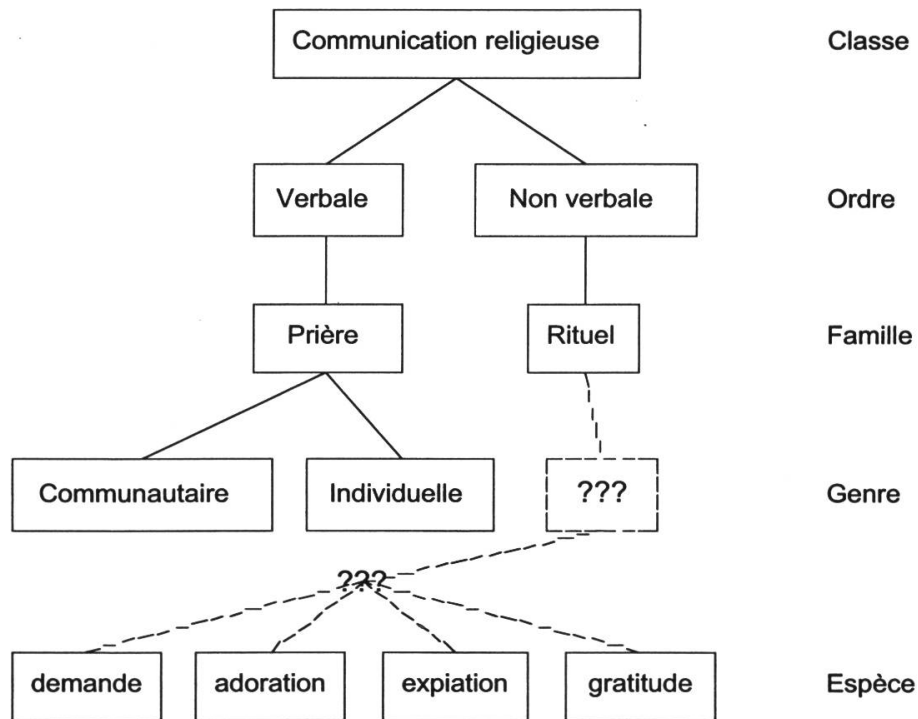 Communication religieuse Classe
Verbale Non verbale Ordre
Prière Rituel Famille
Communautaire Individuelle ??? Genre
???
demande adoration expiation gratitude Espèce